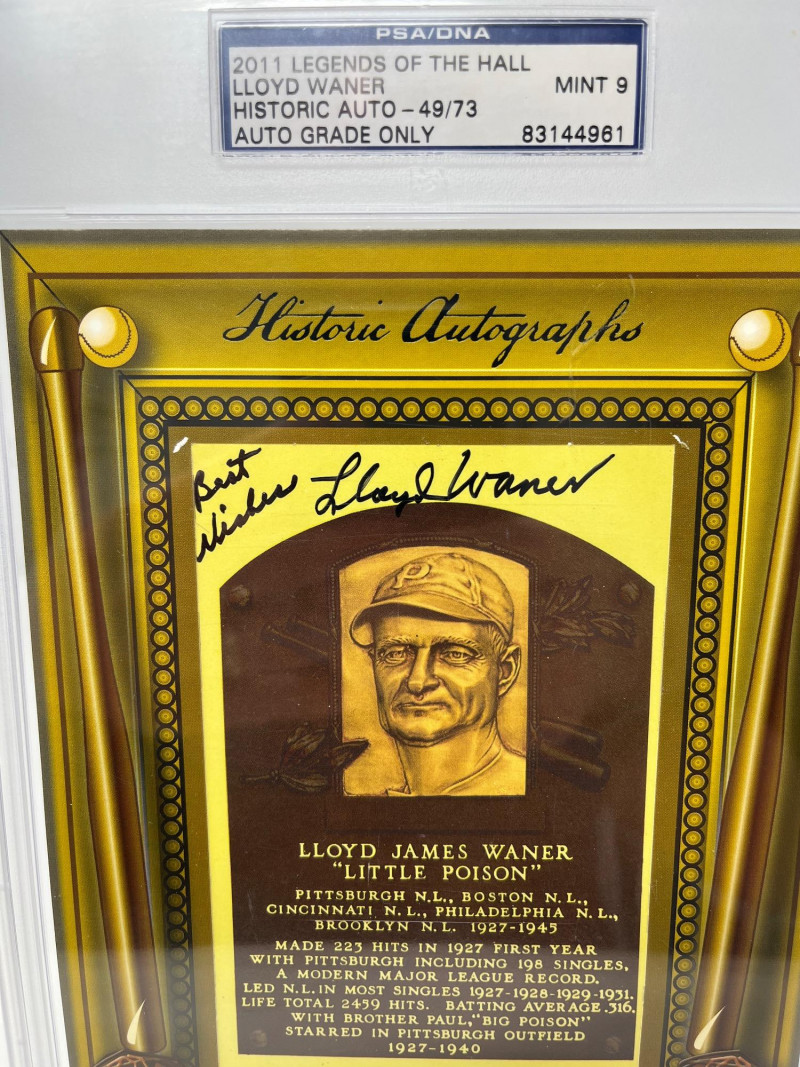 PSA/DNA
2011 LEGENDS OF THE HALL
LLOYD WANER MINT 9
HISTORIC AUTO - 49/73
AUTO GRADE ONLY 83144961
Historic Autographs
Best Wishes Lloyd Waner
P
LLOYD JAMES WANER
"LITTLE POISON"
PITTSBURGH N.L., BOSTON N.L.,
CINCINNATI N.L., PHILADELPHIA N.L.,
BROOKLYN N.L. 1927-1945
MADE 223 HITS IN 1927 FIRST YEAR
WITH PITTSBURGH INCLUDING 198 SINGLES,
A MODERN MAJOR LEAGUE RECORD.
LED N.L. IN MOST SINGLES 1927-1928-1929-1931.
LIFE TOTAL 2459 HITS. BATTING AVERAGE .316.
WITH BROTHER PAUL, "BIG POISON"
STARRED IN PITTSBURGH OUTFIELD
1927-1940